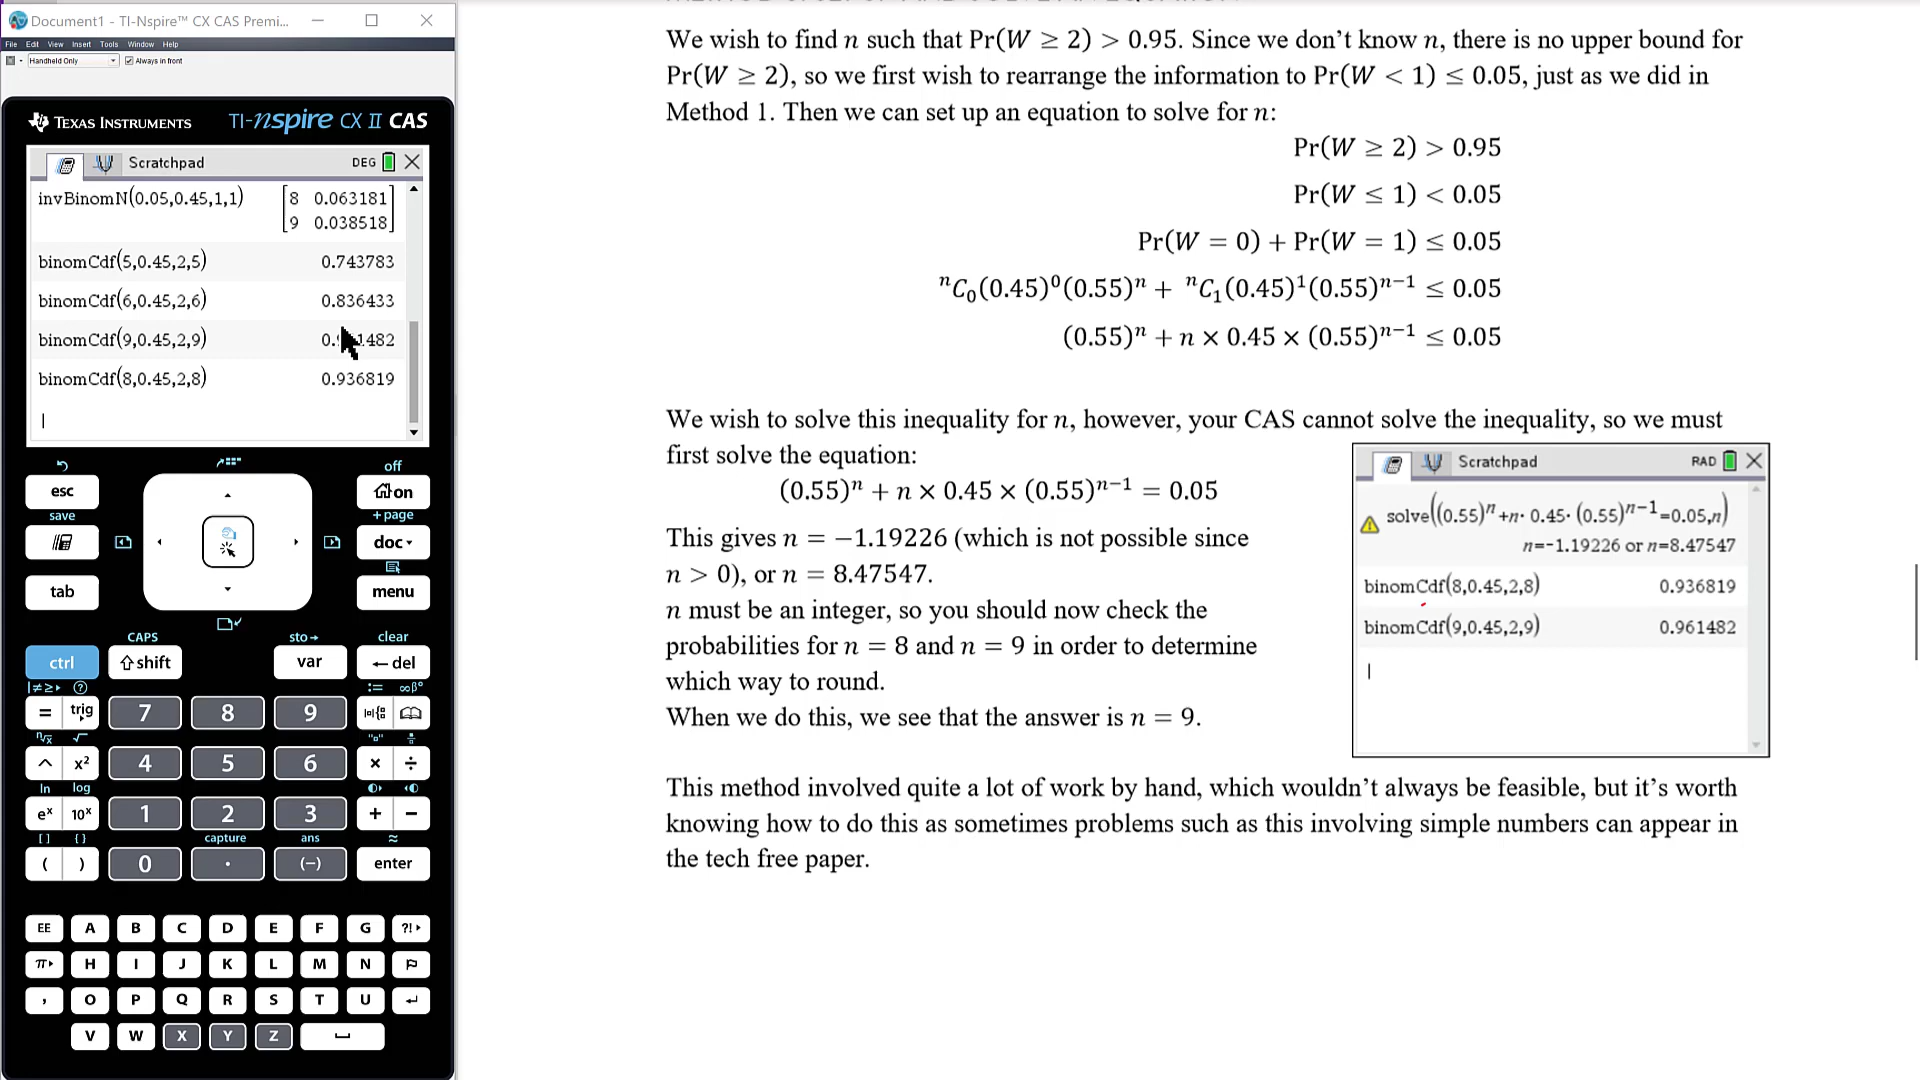 Document1 - TI-Nspire™ CX CAS Premi...
File Edit View Insert Tools Window Help
Handheld Only Always in front
TEXAS INSTRUMENTS TI-nspire CX II CAS
Scratchpad DEG
invBinomN(0.05,0.45,1,1) [8 0.063181
9 0.038518]
binomCdf(5,0.45,2,5) 0.743783
binomCdf(6,0.45,2,6) 0.836433
binomCdf(9,0.45,2,9)
binomCdf(8,0.45,2,8) 0.936819
off
esc on
save + page
doc
tab menu
CAPS sto→ clear
ctrl ⇧shift var ← del
|≠≥▸ ? := ∞β°
= trig 7 8 9
ⁿ√x √
^ x² 4 5 6 × ÷
ln log
eˣ 10ˣ 1 2 3 + −
[ ] { } capture ans ≈
( ) 0 . (−) enter
EE A B C D E F G ?!▸
π▸ H I J K L M N
, O P Q R S T U ↵
V W X Y Z
We wish to find n such that Pr(W ≥ 2) > 0.95. Since we don’t know n, there is no upper bound for
Pr(W ≥ 2), so we first wish to rearrange the information to Pr(W < 1) ≤ 0.05, just as we did in
Method 1. Then we can set up an equation to solve for n:
Pr(W ≥ 2) > 0.95
Pr(W ≤ 1) < 0.05
Pr(W = 0) + Pr(W = 1) ≤ 0.05
ⁿC₀(0.45)⁰(0.55)ⁿ + ⁿC₁(0.45)¹(0.55)ⁿ⁻¹ ≤ 0.05
(0.55)ⁿ + n × 0.45 × (0.55)ⁿ⁻¹ ≤ 0.05
We wish to solve this inequality for n, however, your CAS cannot solve the inequality, so we must
first solve the equation:
(0.55)ⁿ + n × 0.45 × (0.55)ⁿ⁻¹ = 0.05
This gives n = −1.19226 (which is not possible since
n > 0), or n = 8.47547.
n must be an integer, so you should now check the
probabilities for n = 8 and n = 9 in order to determine
which way to round.
When we do this, we see that the answer is n = 9.
Scratchpad RAD
solve((0.55)ⁿ+n·0.45·(0.55)ⁿ⁻¹=0.05,n)
n=-1.19226 or n=8.47547
binomCdf(8,0.45,2,8) 0.936819
binomCdf(9,0.45,2,9) 0.961482
This method involved quite a lot of work by hand, which wouldn’t always be feasible, but it’s worth
knowing how to do this as sometimes problems such as this involving simple numbers can appear in
the tech free paper.